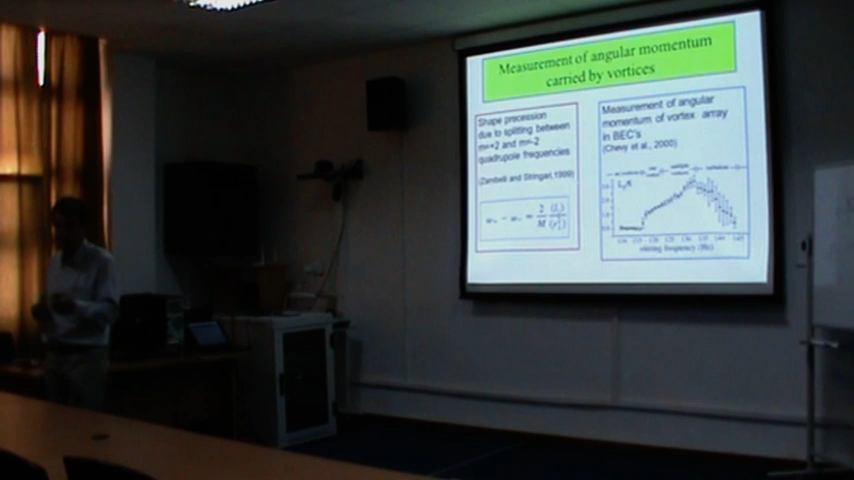 Measurement of angular momentum
carried by vortices
Shape precession
due to splitting between
m=+2 and m=-2
quadrupole frequencies
(Zambelli and Stringari, 1999)
Measurement of angular
momentum of vortex array
in BEC's
(Chevy et al., 2000)
stirring frequency (Hz)